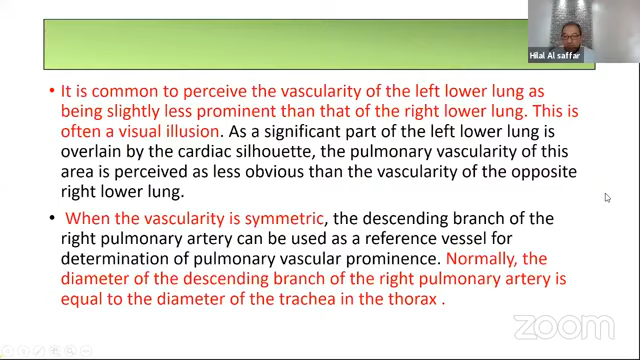 Hilal Al saffar
• It is common to perceive the vascularity of the left lower lung as
being slightly less prominent than that of the right lower lung. This is
often a visual illusion. As a significant part of the left lower lung is
overlain by the cardiac silhouette, the pulmonary vascularity of this
area is perceived as less obvious than the vascularity of the opposite
right lower lung.
• When the vascularity is symmetric, the descending branch of the
right pulmonary artery can be used as a reference vessel for
determination of pulmonary vascular prominence. Normally, the
diameter of the descending branch of the right pulmonary artery is
equal to the diameter of the trachea in the thorax .
zoom